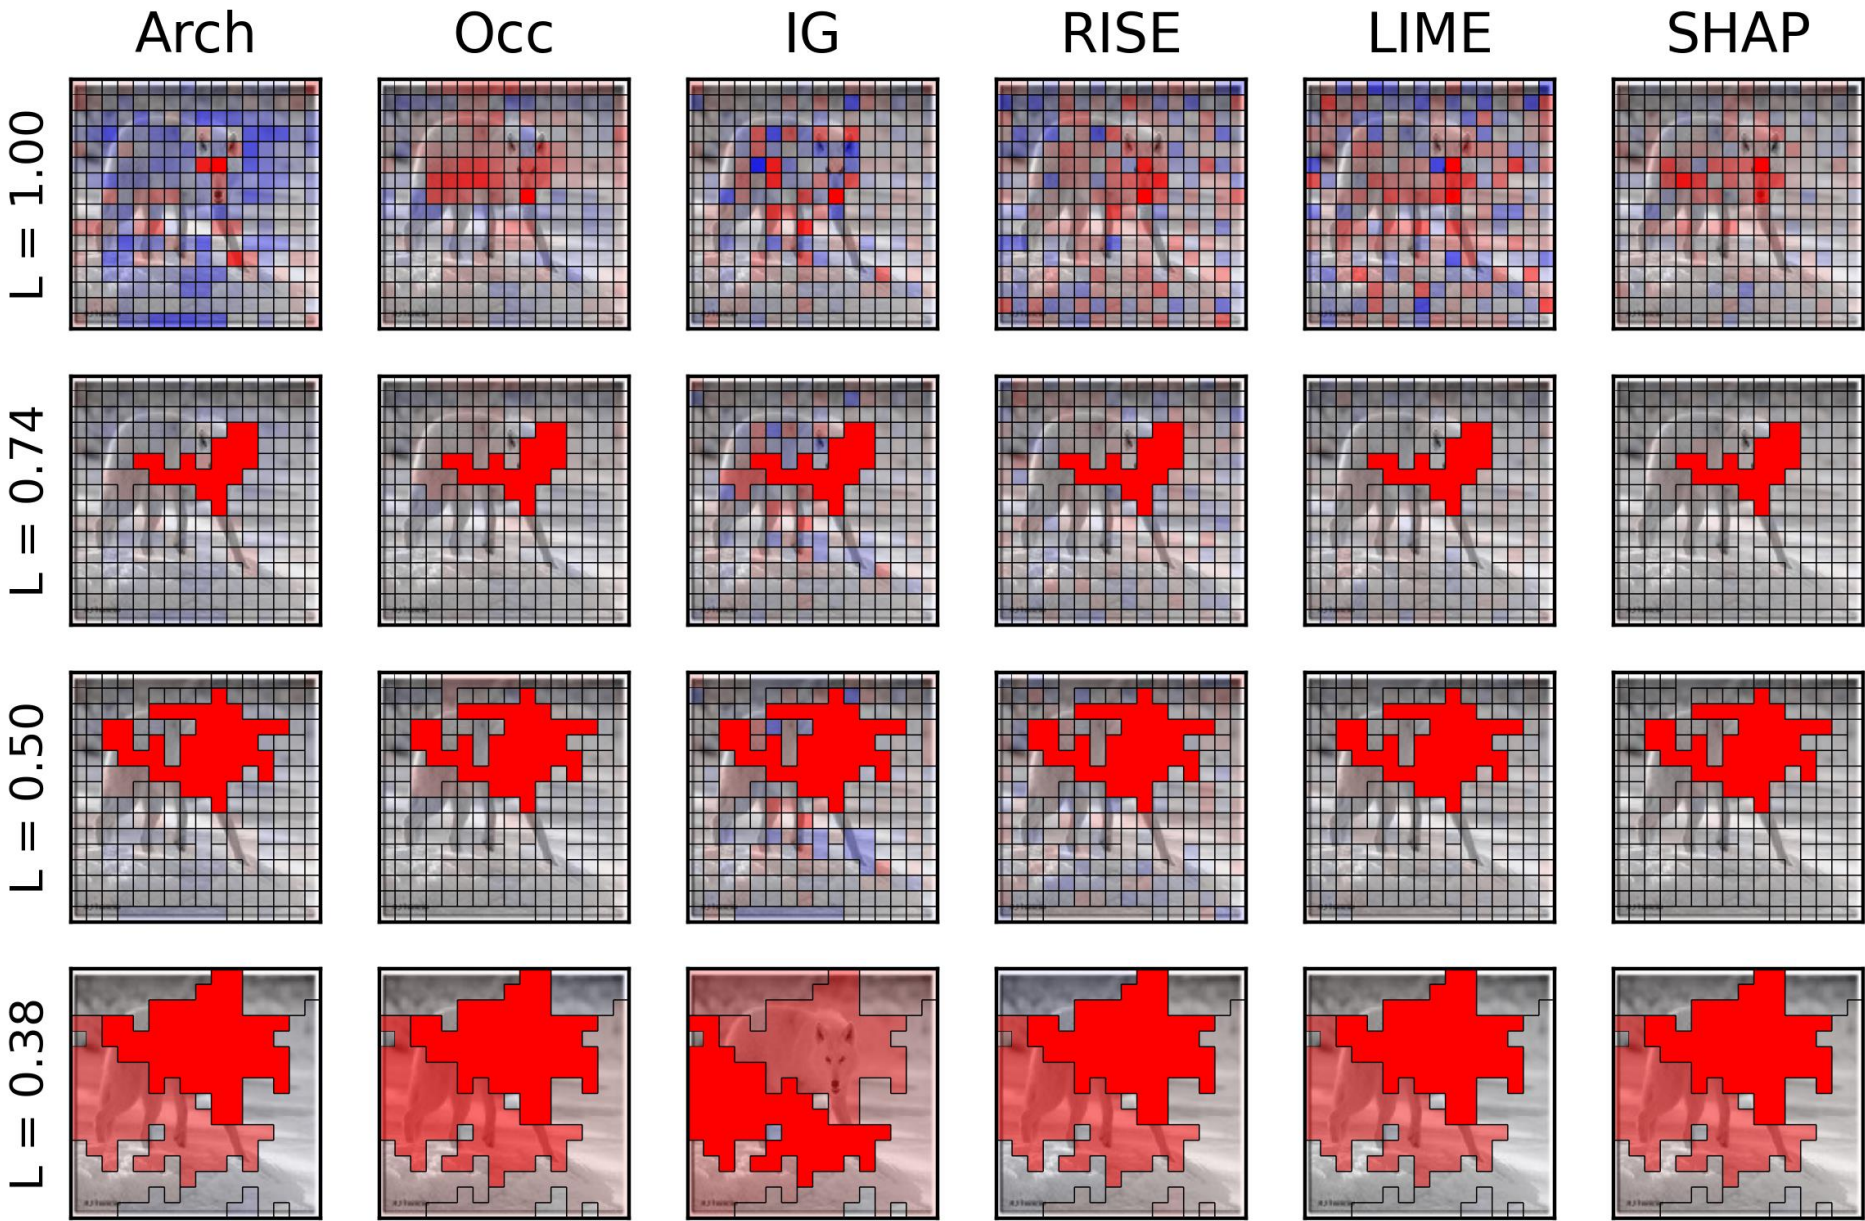 Arch Occ IG RISE LIME SHAP
L = 1.00
L = 0.74
L = 0.50
L = 0.38